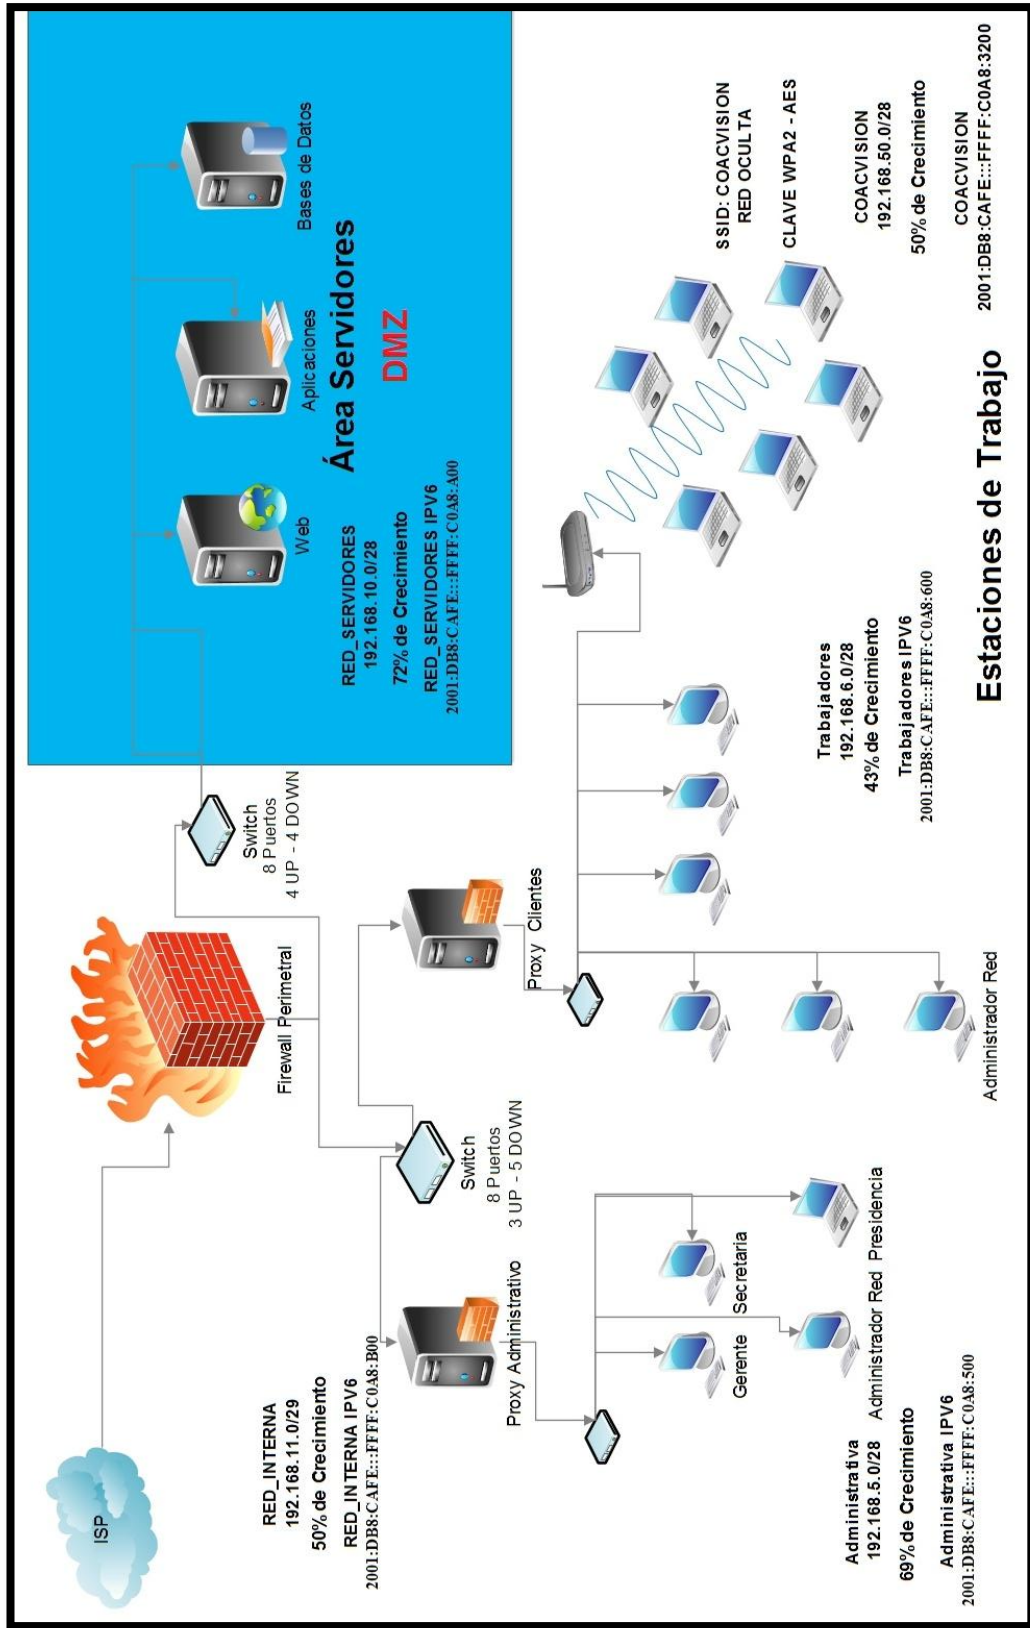 ISP
Firewall Perimetral
Switch
8 Puertos
4 UP - 4 DOWN
Web
Aplicaciones
Bases de Datos
Área Servidores
DMZ
RED_SERVIDORES
192.168.10.0/28
72% de Crecimiento
RED_SERVIDORES IPV6
2001:DB8:CAFE:::FFFF:C0A8:A00
RED_INTERNA
192.168.11.0/29
50% de Crecimiento
RED_INTERNA IPV6
2001:DB8:CAFE:::FFFF:C0A8:B00
Switch
8 Puertos
3 UP - 5 DOWN
Proxy Administrativo
Proxy Clientes
Gerente
Secretaria
Administrador Red
Presidencia
Administrativa
192.168.5.0/28
69% de Crecimiento
Administrativa IPV6
2001:DB8:CAFE:::FFFF:C0A8:500
Administrador Red
Trabajadores
192.168.6.0/28
43% de Crecimiento
Trabajadores IPV6
2001:DB8:CAFE:::FFFF:C0A8:600
SSID: COACVISION
RED OCULTA
CLAVE WPA2 - AES
COACVISION
192.168.50.0/28
50% de Crecimiento
COACVISION
2001:DB8:CAFE:::FFFF:C0A8:3200
Estaciones de Trabajo